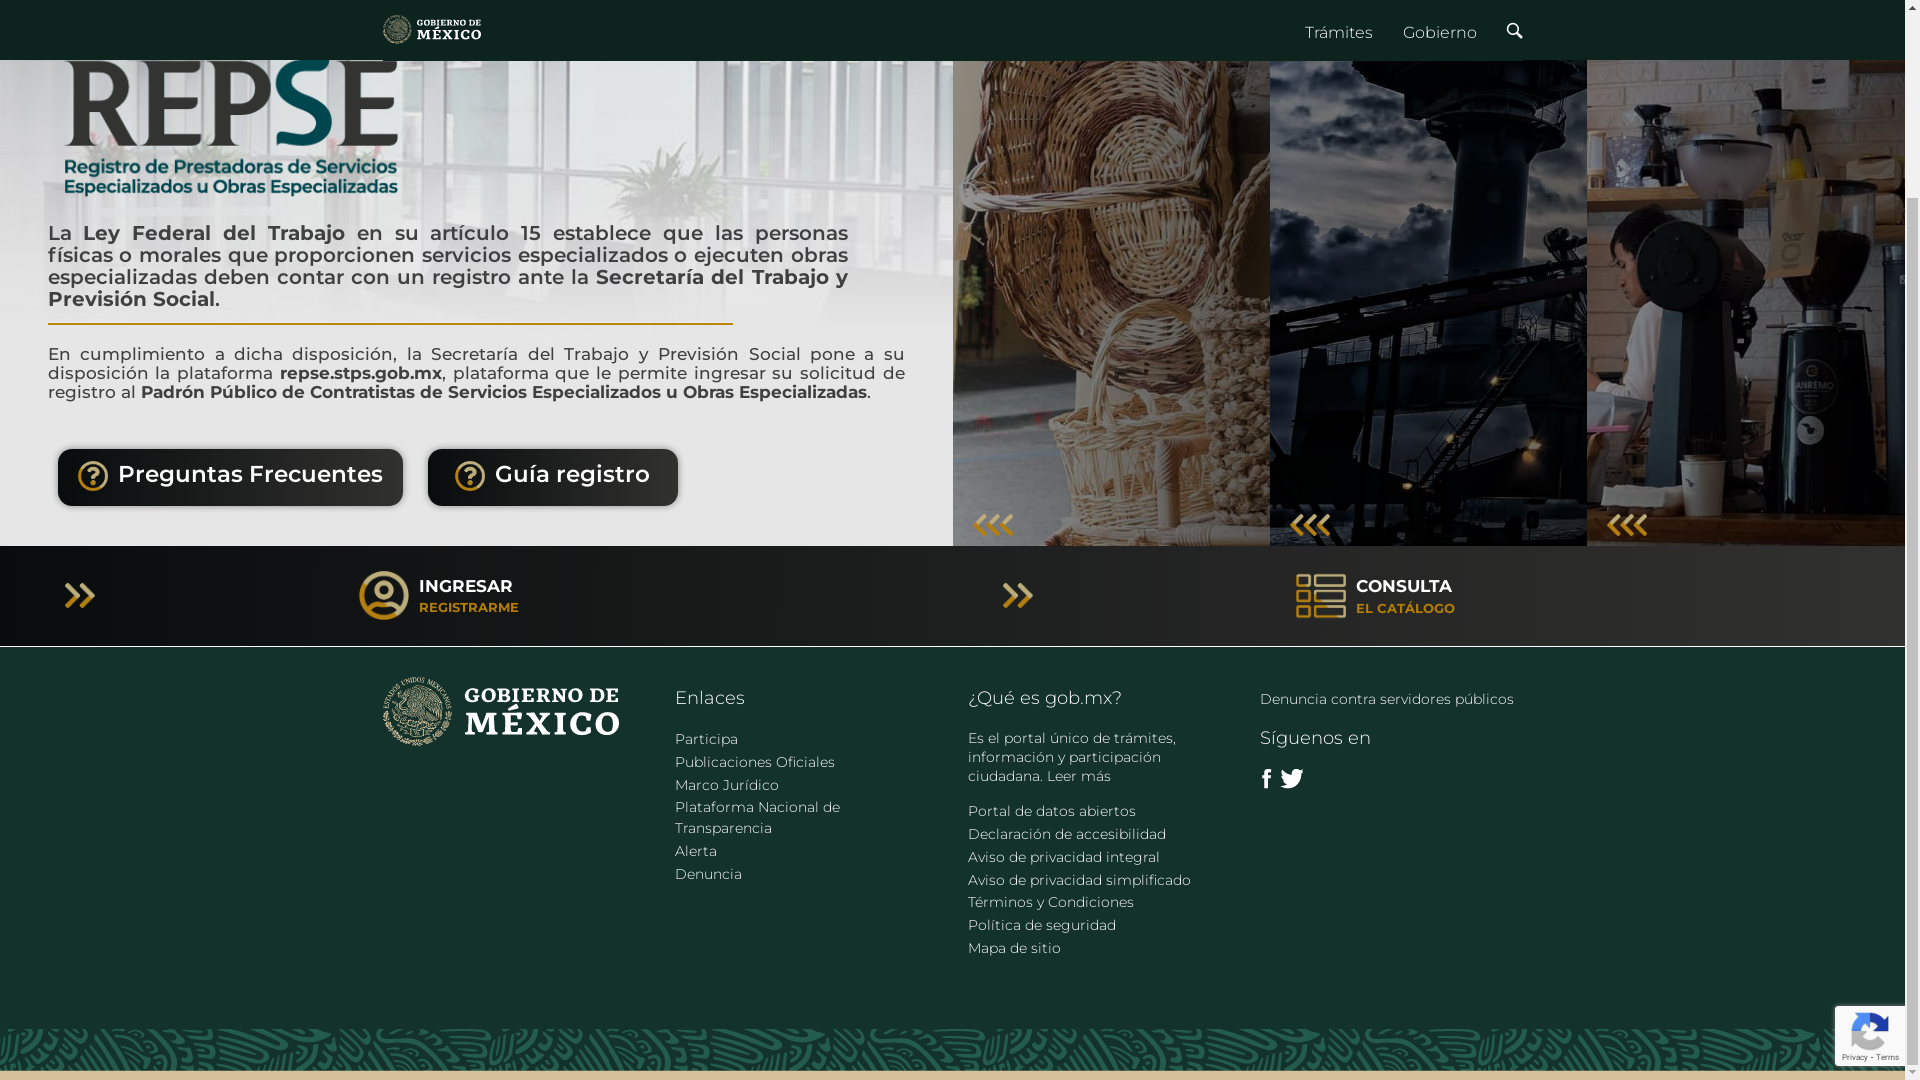 GOBIERNO DE
MÉXICO
Trámites
Gobierno
REPSE
Registro de Prestadoras de Servicios
Especializados u Obras Especializadas
La Ley Federal del Trabajo en su artículo 15 establece que las personas
físicas o morales que proporcionen servicios especializados o ejecuten obras
especializadas deben contar con un registro ante la Secretaría del Trabajo y
Previsión Social.
En cumplimiento a dicha disposición, la Secretaría del Trabajo y Previsión Social pone a su
disposición la plataforma repse.stps.gob.mx, plataforma que le permite ingresar su solicitud de
registro al Padrón Público de Contratistas de Servicios Especializados u Obras Especializadas.
Preguntas Frecuentes
Guía registro
ANREMO
INGRESAR
REGISTRARME
CONSULTA
EL CATÁLOGO
ESTADOS UNIDOS MEXICANOS
GOBIERNO DE
MÉXICO
Enlaces
Participa
Publicaciones Oficiales
Marco Jurídico
Plataforma Nacional de
Transparencia
Alerta
Denuncia
¿Qué es gob.mx?
Es el portal único de trámites,
información y participación
ciudadana. Leer más
Portal de datos abiertos
Declaración de accesibilidad
Aviso de privacidad integral
Aviso de privacidad simplificado
Términos y Condiciones
Política de seguridad
Mapa de sitio
Denuncia contra servidores públicos
Síguenos en
Privacy - Terms